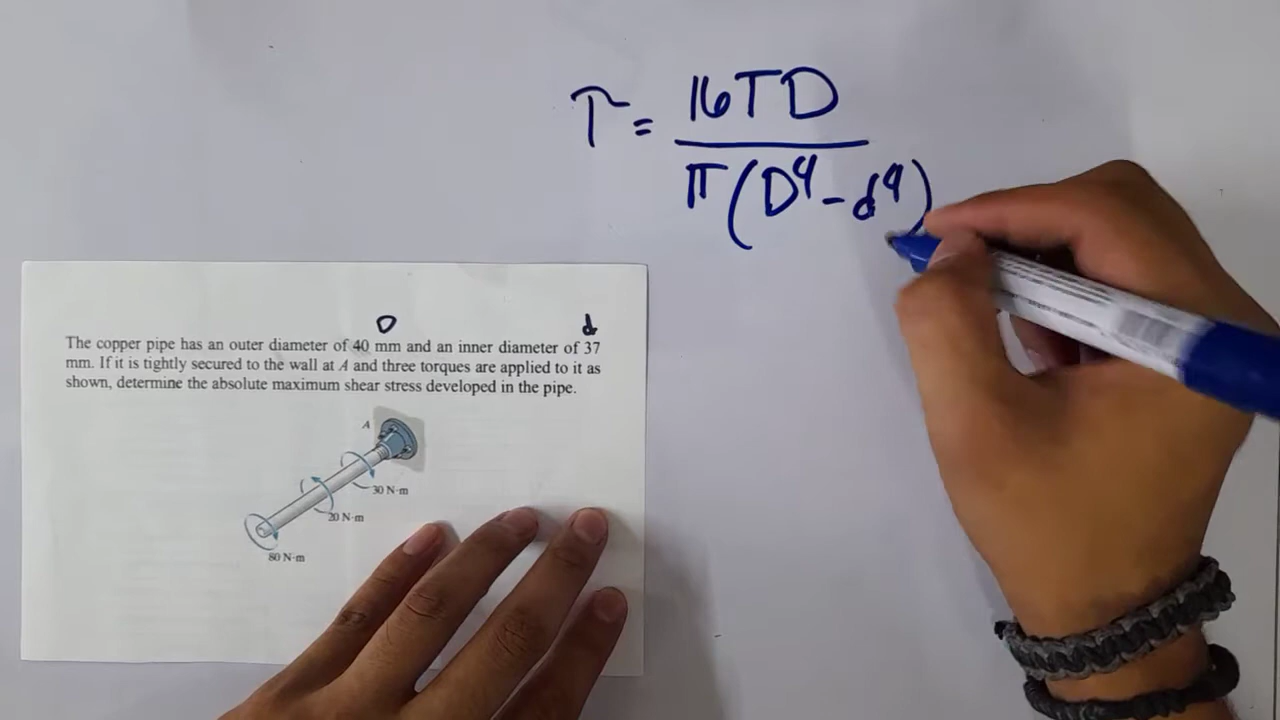 τ = 16TD
π(D⁴-d⁴)
D d
The copper pipe has an outer diameter of 40 mm and an inner diameter of 37
mm. If it is tightly secured to the wall at A and three torques are applied to it as
shown, determine the absolute maximum shear stress developed in the pipe.
A
30 N·m
20 N·m
80 N·m